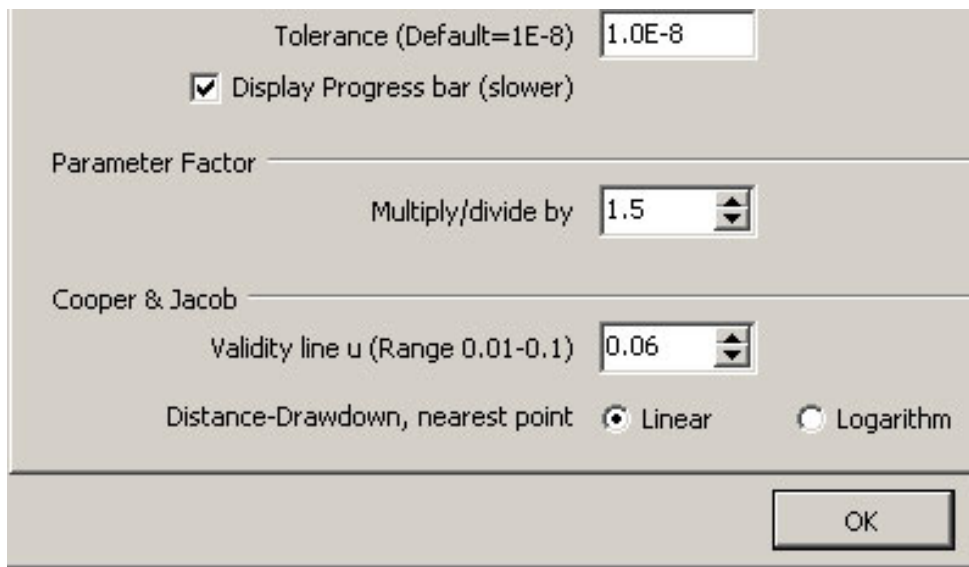 Tolerance (Default=1E-8) 1.0E-8
Display Progress bar (slower)
Parameter Factor
Multiply/divide by 1.5
Cooper & Jacob
Validity line u (Range 0.01-0.1) 0.06
Distance-Drawdown, nearest point Linear Logarithm
OK